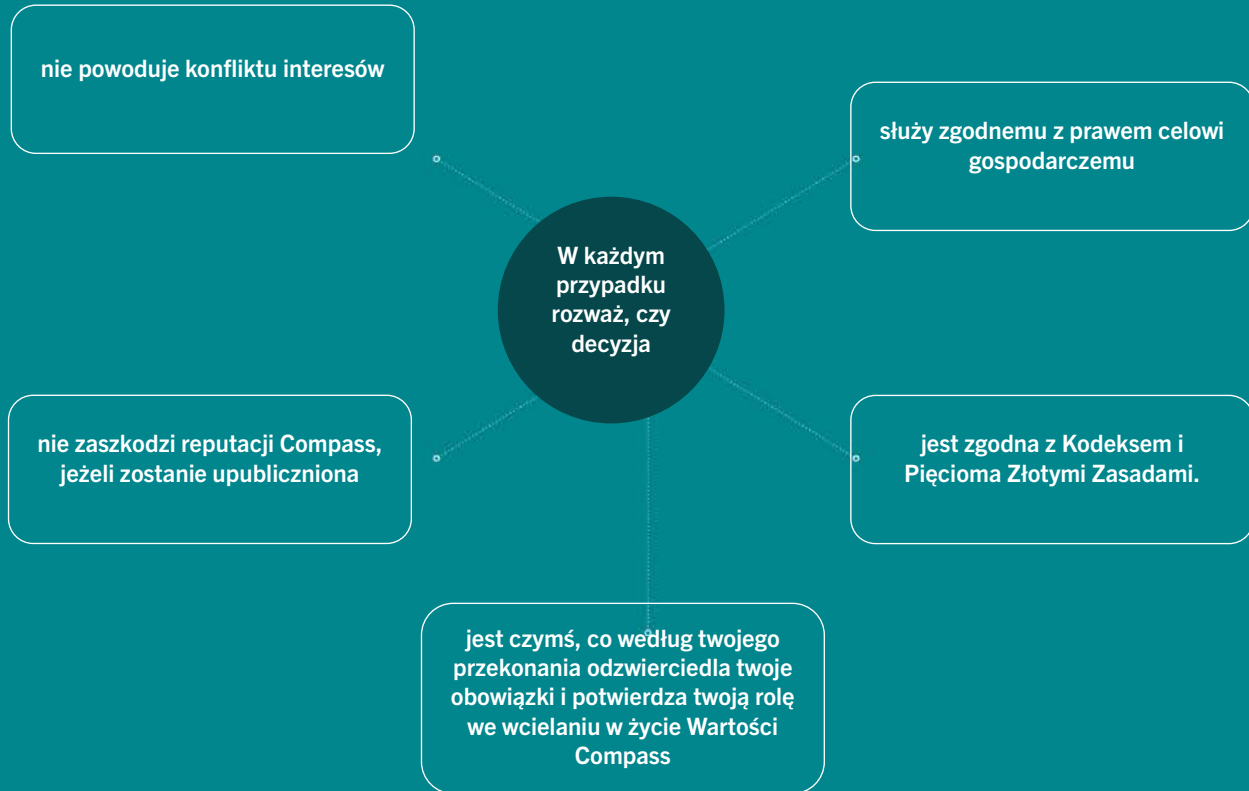 nie powoduje konfliktu interesów
służy zgodnemu z prawem celowi
gospodarczemu
W każdym
przypadku
rozważ, czy
decyzja
nie zaszkodzi reputacji Compass,
jeżeli zostanie upubliczniona
jest zgodna z Kodeksem i
Pięcioma Złotymi Zasadami.
jest czymś, co według twojego
przekonania odzwierciedla twoje
obowiązki i potwierdza twoją rolę
we wcielaniu w życie Wartości
Compass